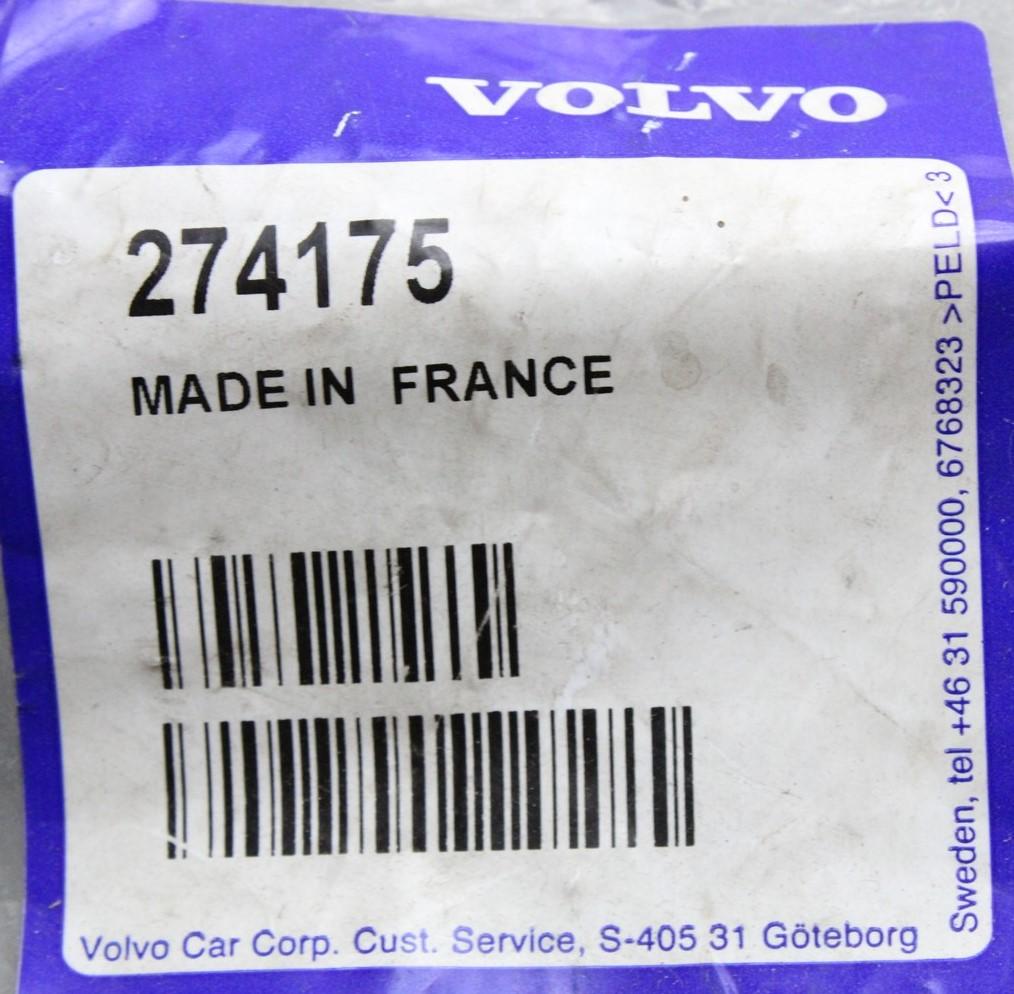 VOLVO
274175
MADE IN FRANCE
Volvo Car Corp. Cust. Service, S-405 31 Göteborg
Sweden, tel +46 31 590000, 6768323 >PELD< 3